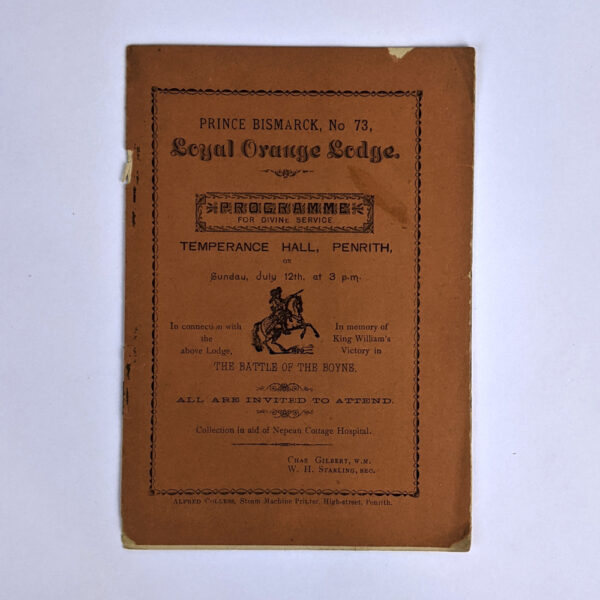 PRINCE BISMARCK, No 73,
Loyal Orange Lodge.
PROGRAMME
FOR DIVINE SERVICE
TEMPERANCE HALL, PENRITH,
ON
Sunday, July 12th, at 3 p.m.
In connection with
the
above Lodge,
In memory of
King William's
Victory in
THE BATTLE OF THE BOYNE.
ALL ARE INVITED TO ATTEND.
Collection in aid of Nepean Cottage Hospital.
CHAS GILBERT, W.M.
W. H. STARLING, SEC.
ALFRED COLLESS, Steam Machine Printer, High-street, Penrith.